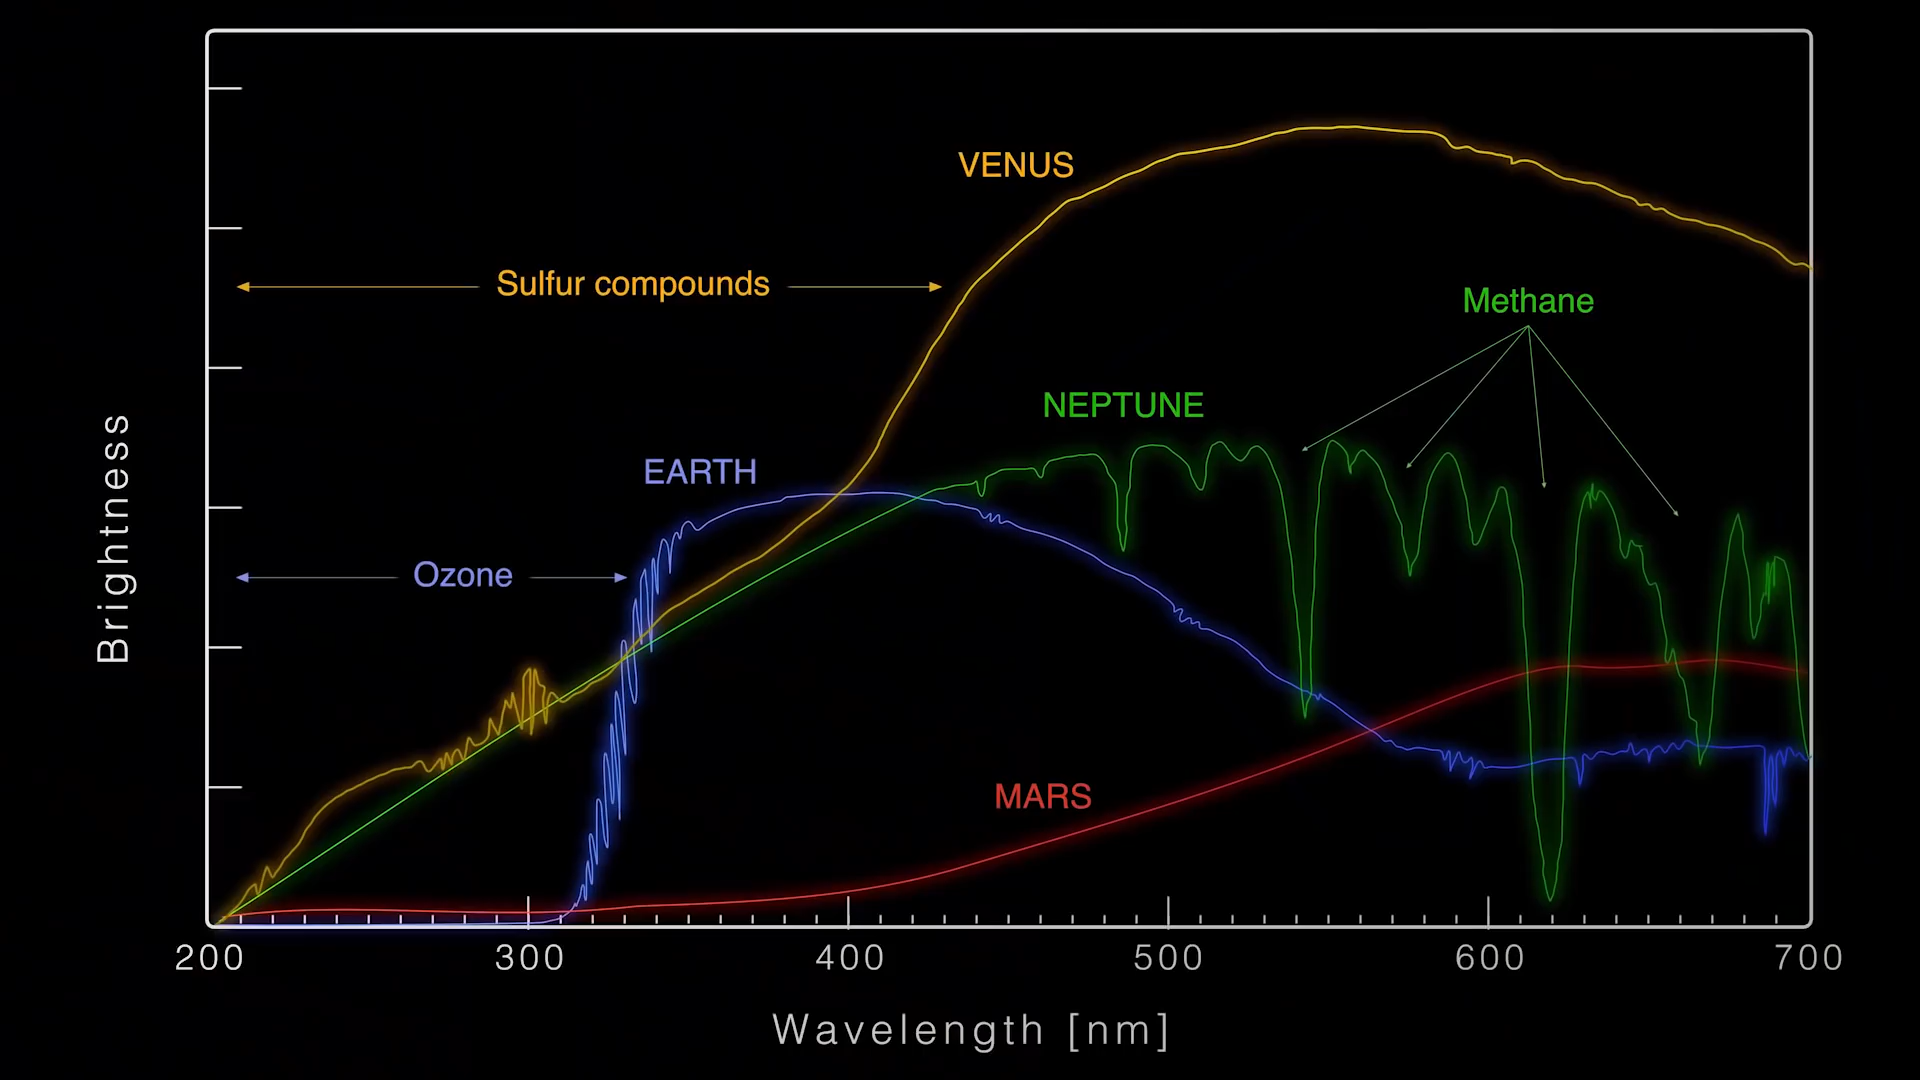 VENUS
Sulfur compounds
Methane
NEPTUNE
EARTH
Ozone
MARS
Brightness
200 300 400 500 600 700
Wavelength [nm]